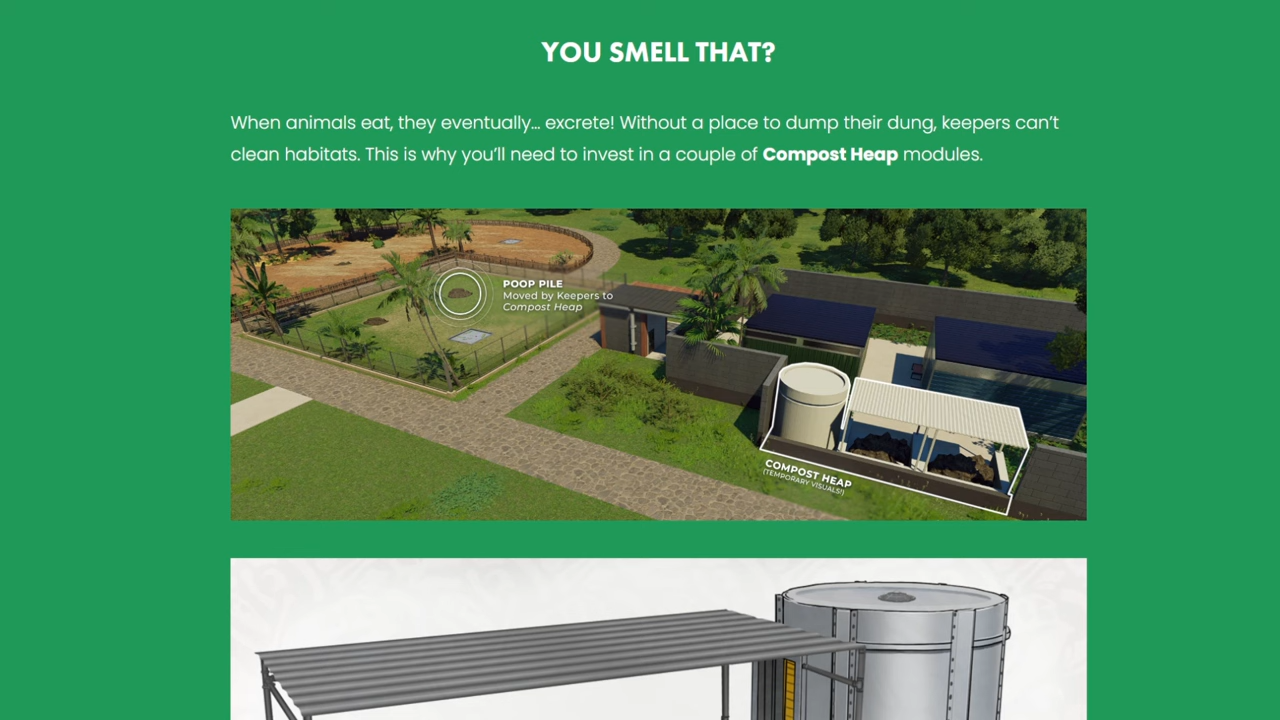 YOU SMELL THAT?
When animals eat, they eventually... excrete! Without a place to dump their dung, keepers can't
clean habitats. This is why you'll need to invest in a couple of Compost Heap modules.
POOP PILE
Moved by Keepers to
Compost Heap
COMPOST HEAP
(TEMPORARY VISUALS!)